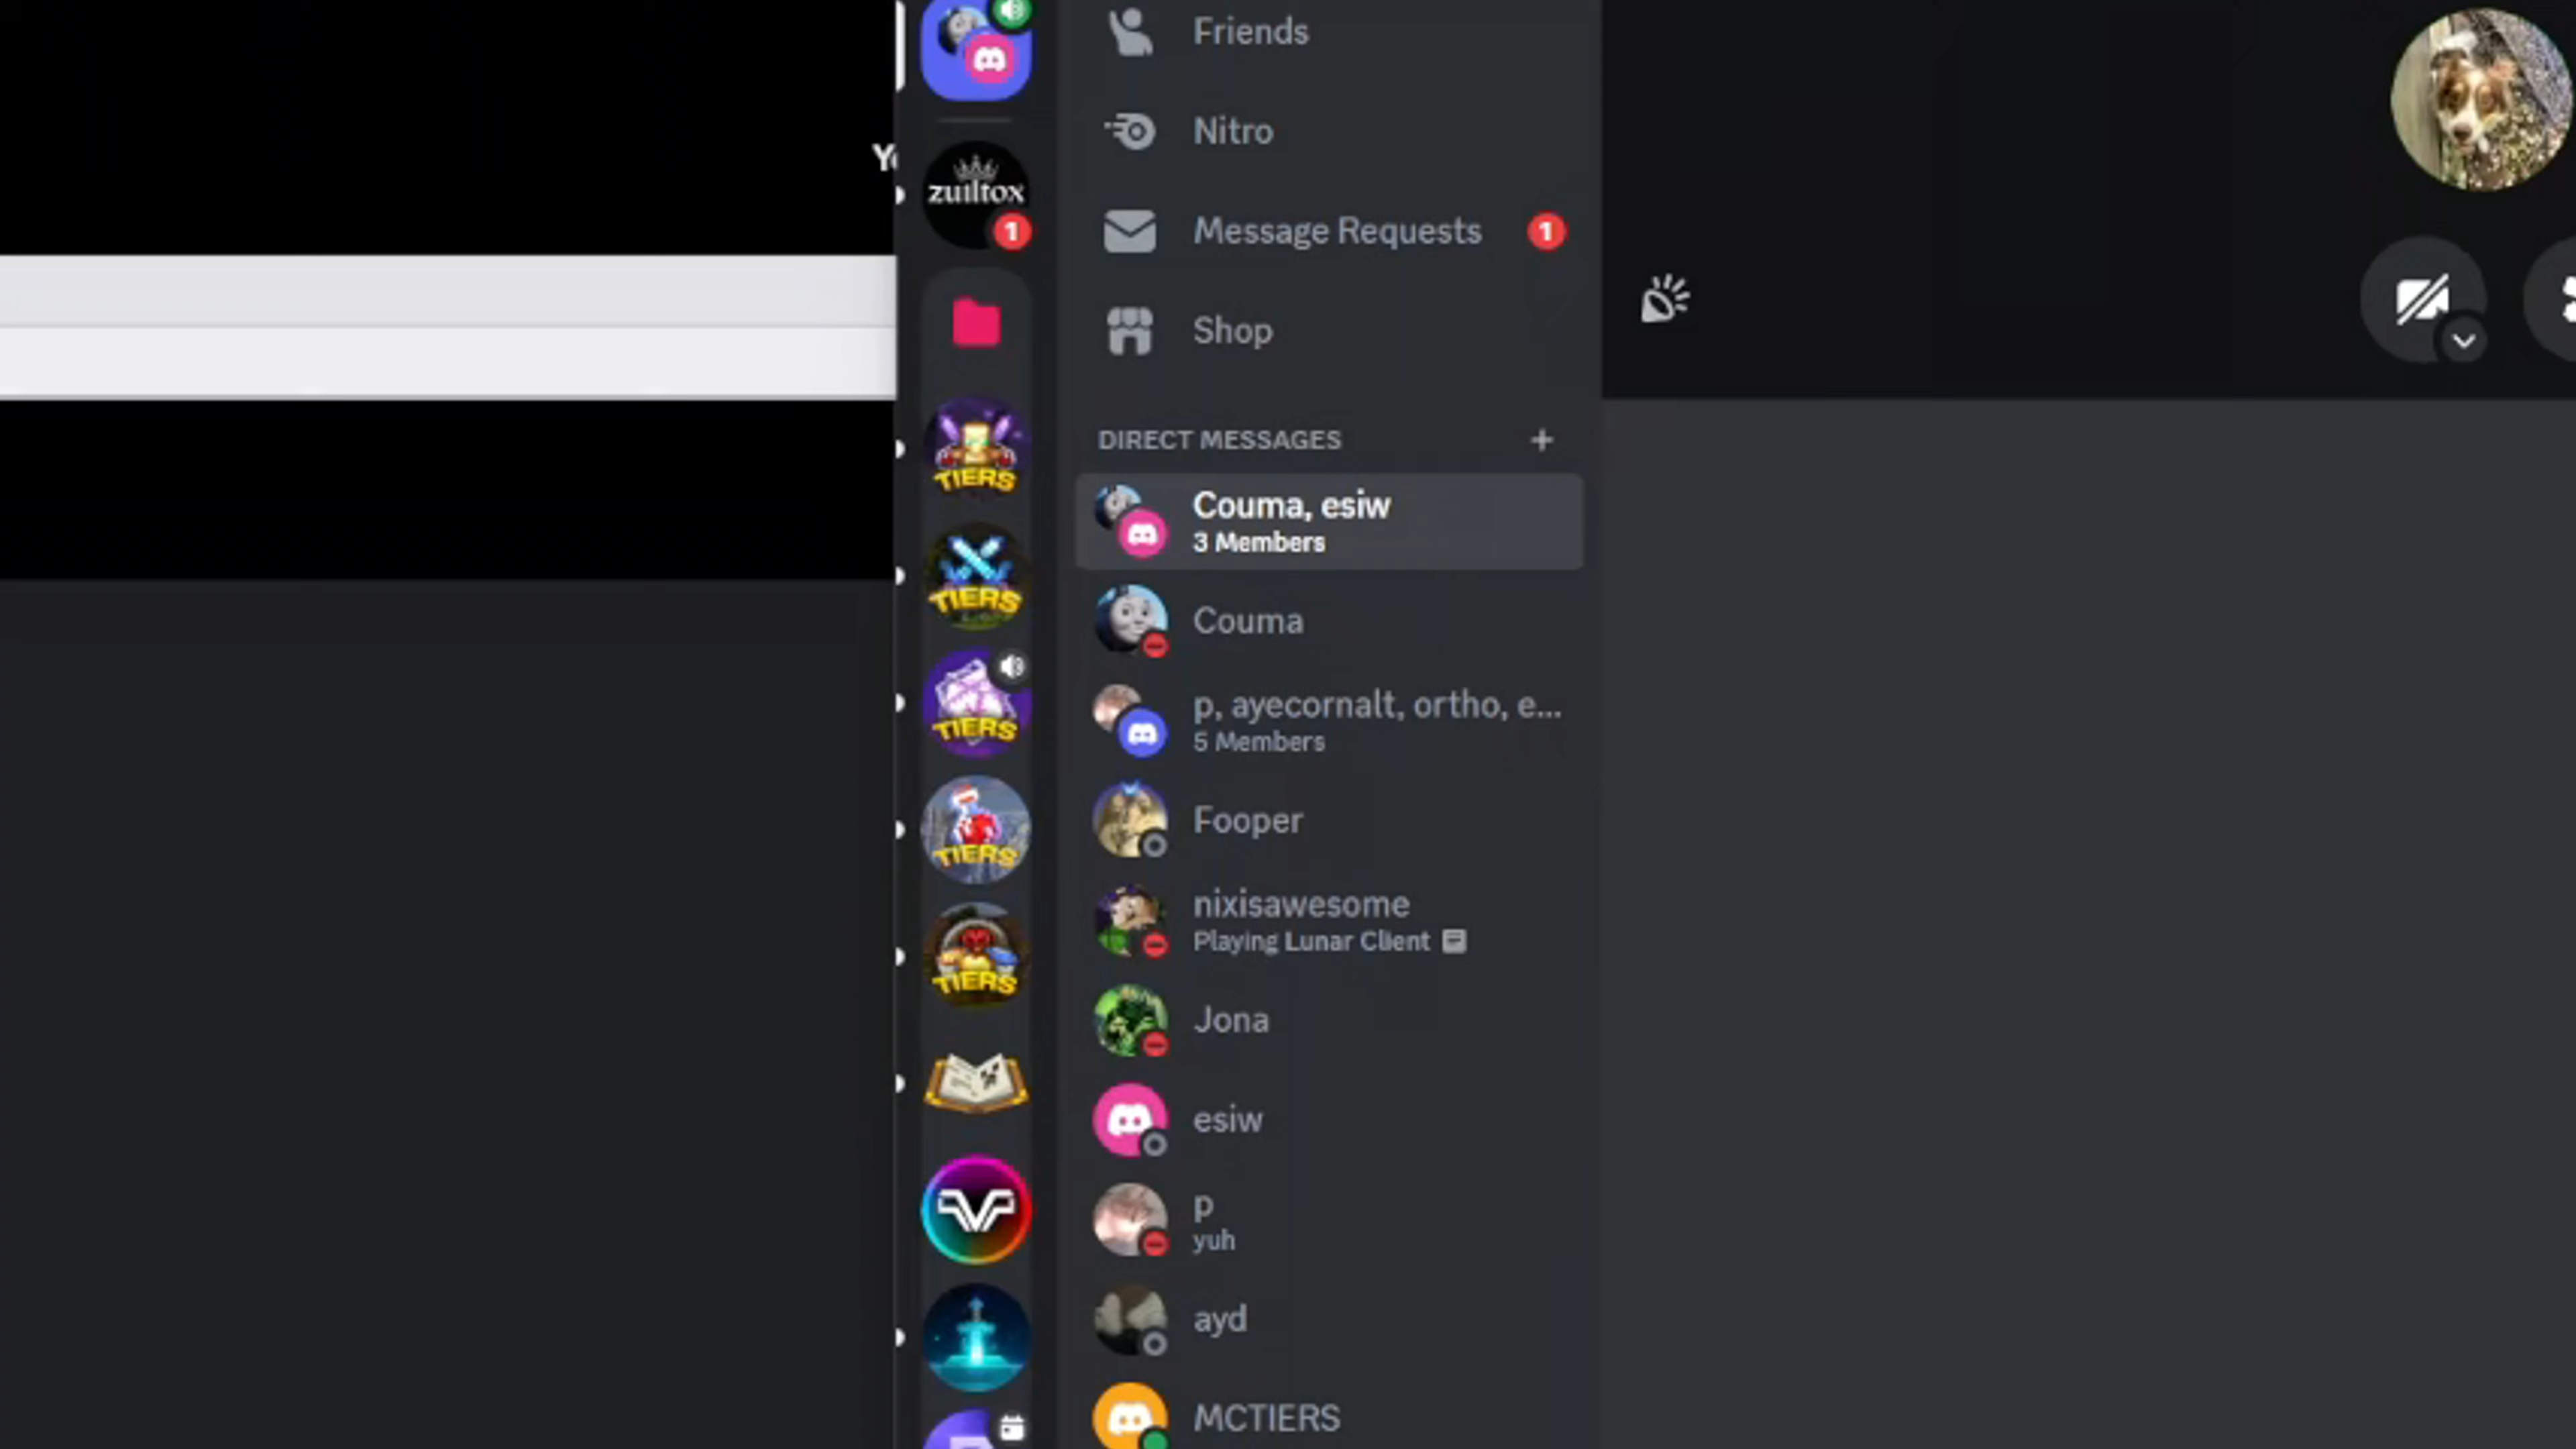 Friends
Nitro
Message Requests 1
Shop
DIRECT MESSAGES
Couma, esiw
3 Members
Couma
p, ayecornalt, ortho, e...
5 Members
Fooper
nixisawesome
Playing Lunar Client
Jona
esiw
p
yuh
ayd
MCTIERS
zuiltox
1
TIERS
TIERS
TIERS
TIERS
TIERS